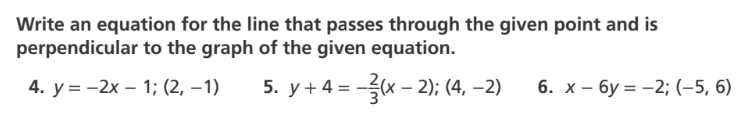 Write an equation for the line that passes through the given point and is
perpendicular to the graph of the given equation.
4. y = –2x – 1; (2, –1) 5. y + 4 = –2/3(x – 2); (4, –2) 6. x – 6y = –2; (–5, 6)